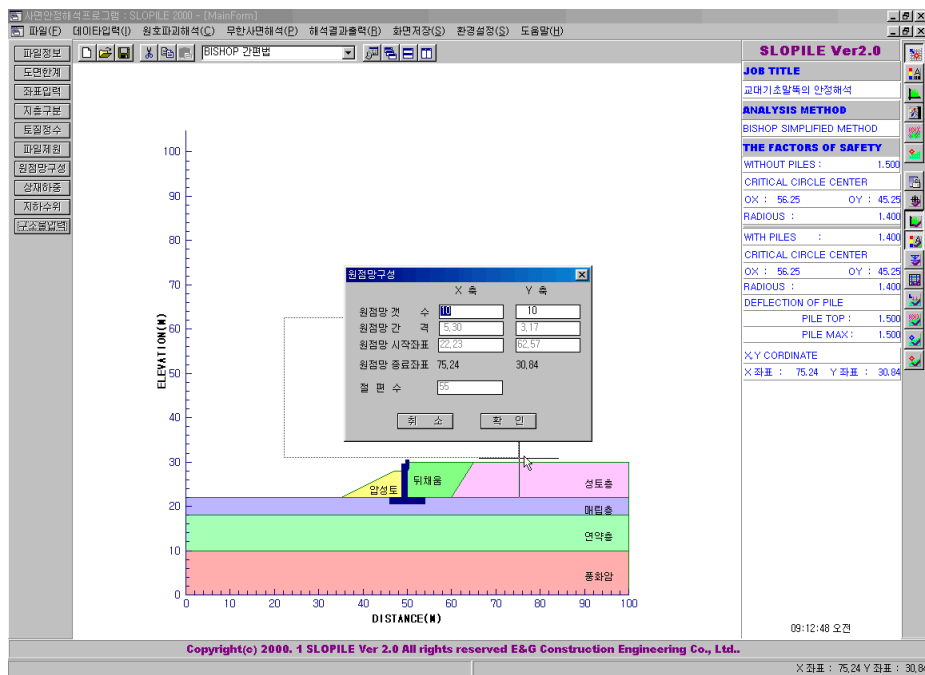 사면안정해석프로그램 : SLOPILE 2000 - [MainForm]
파일(F) 데이타입력(I) 원호파괴해석(C) 무한사면해석(P) 해석결과출력(R) 화면저장(S) 환경설정(S) 도움말(H)
BISHOP 간편법
파일정보
도면한계
좌표입력
지층구분
토질정수
파일제원
원점망구성
상재하중
지하수위
구조물입력
ELEVATION(M)
100
90
80
70
60
50
40
30
20
10
0
0 10 20 30 40 50 60 70 80 90 100
DISTANCE(M)
압성토
뒤채움
성토층
매립층
연약층
풍화암
원점망구성
X 축 Y 축
원점망 갯 수 10 10
원점망 간 격 5,30 3,17
원점망 시작좌표 22,23 62,57
원점망 종료좌표 75,24 30,84
절 편 수 55
취 소 확 인
SLOPILE Ver2.0
JOB TITLE
교대기초말뚝의 안정해석
ANALYSIS METHOD
BISHOP SIMPLIFIED METHOD
THE FACTORS OF SAFETY
WITHOUT PILES : 1.500
CRITICAL CIRCLE CENTER
OX : 56.25 OY : 45.25
RADIOUS : 1.400
WITH PILES : 1.400
CRITICAL CIRCLE CENTER
OX : 56.25 OY : 45.25
RADIOUS : 1.400
DEFLECTION OF PILE
PILE TOP : 1.500
PILE MAX : 1.500
X,Y CORDINATE
X 좌표 : 75.24 Y 좌표 : 30.84
09:12:48 오전
Copyright(c) 2000. 1 SLOPILE Ver 2.0 All rights reserved E&G Construction Engineering Co., Ltd..
X 좌표 : 75,24 Y 좌표 : 30,84